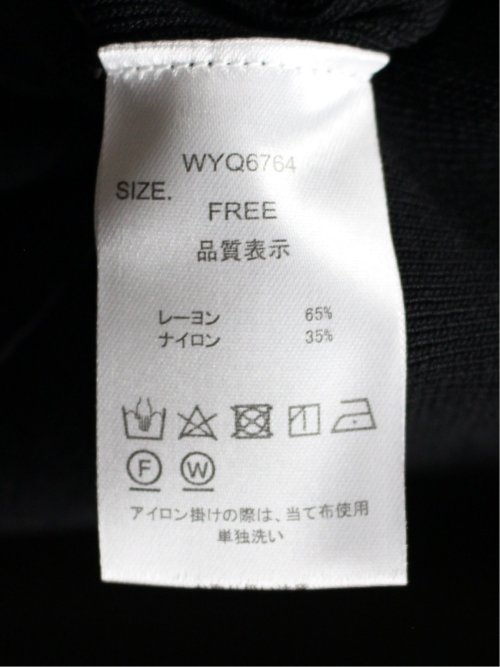 WYQ6764
SIZE.
FREE
品質表示
レーヨン 65%
ナイロン 35%
F W
アイロン掛けの際は、当て布使用
単独洗い